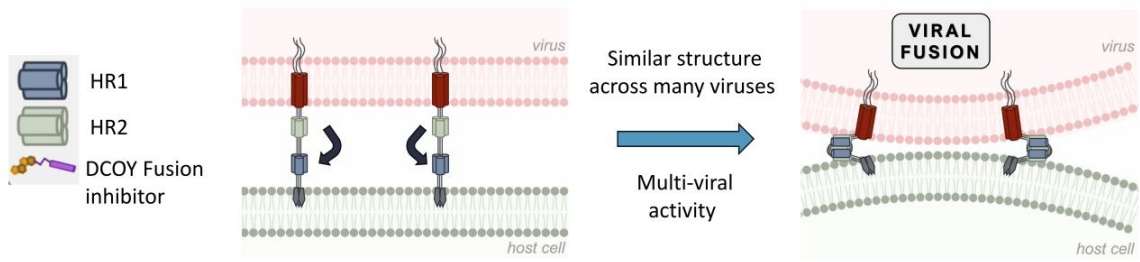 HR1
HR2
DCOY Fusion
inhibitor
virus
host cell
Similar structure
across many viruses
Multi-viral
activity
VIRAL
FUSION
virus
host cell